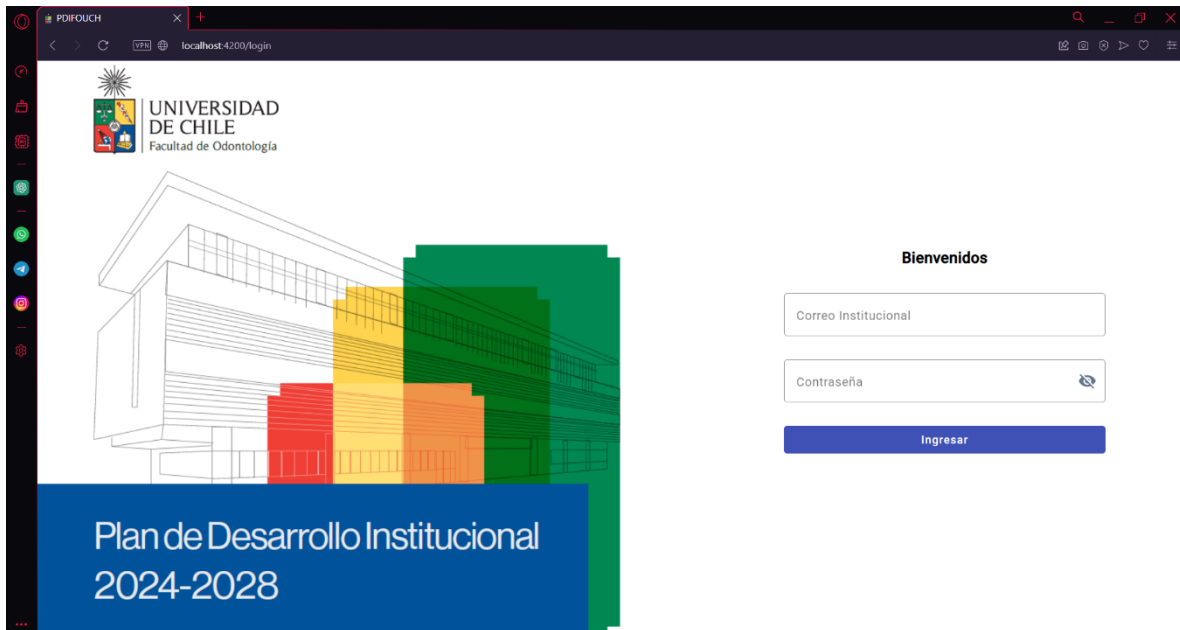 PDIFOUCH
VPN
localhost:4200/login
UNIVERSIDAD
DE CHILE
Facultad de Odontología
Bienvenidos
Correo Institucional
Contraseña
Ingresar
Plan de Desarrollo Institucional
2024-2028